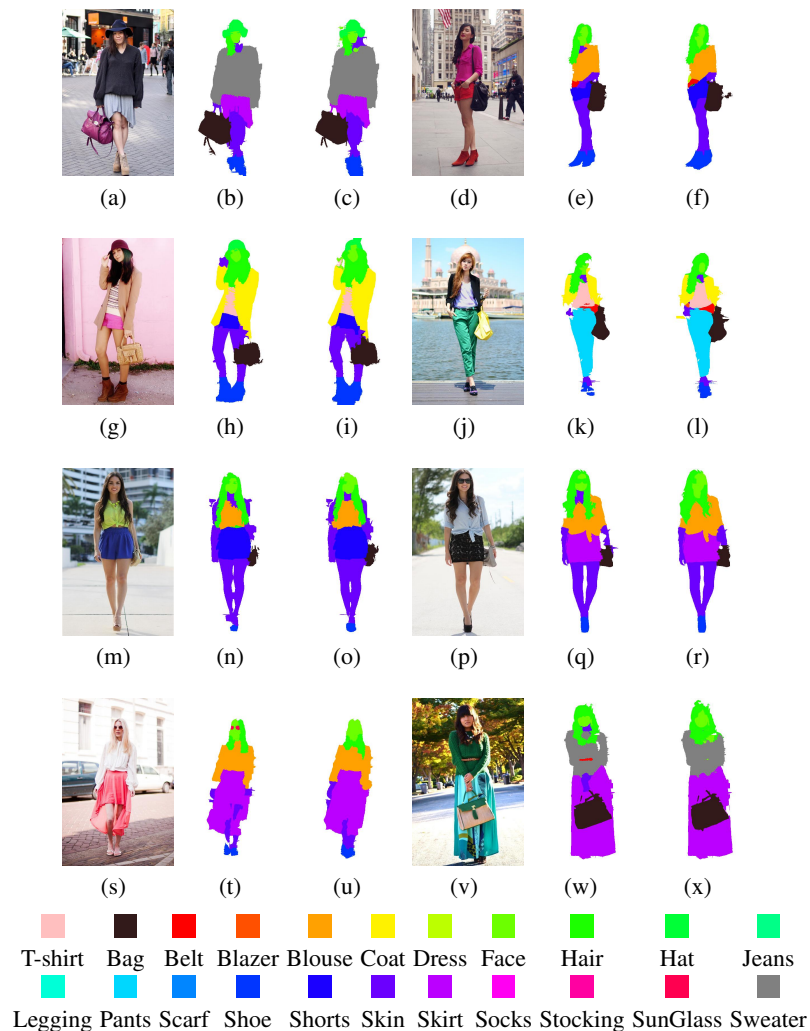 (a) (b) (c) (d) (e) (f)
(g) (h) (i) (j) (k) (l)
(m) (n) (o) (p) (q) (r)
(s) (t) (u) (v) (w) (x)
T-shirt Bag Belt Blazer Blouse Coat Dress Face Hair Hat Jeans
Legging Pants Scarf Shoe Shorts Skin Skirt Socks Stocking SunGlass Sweater